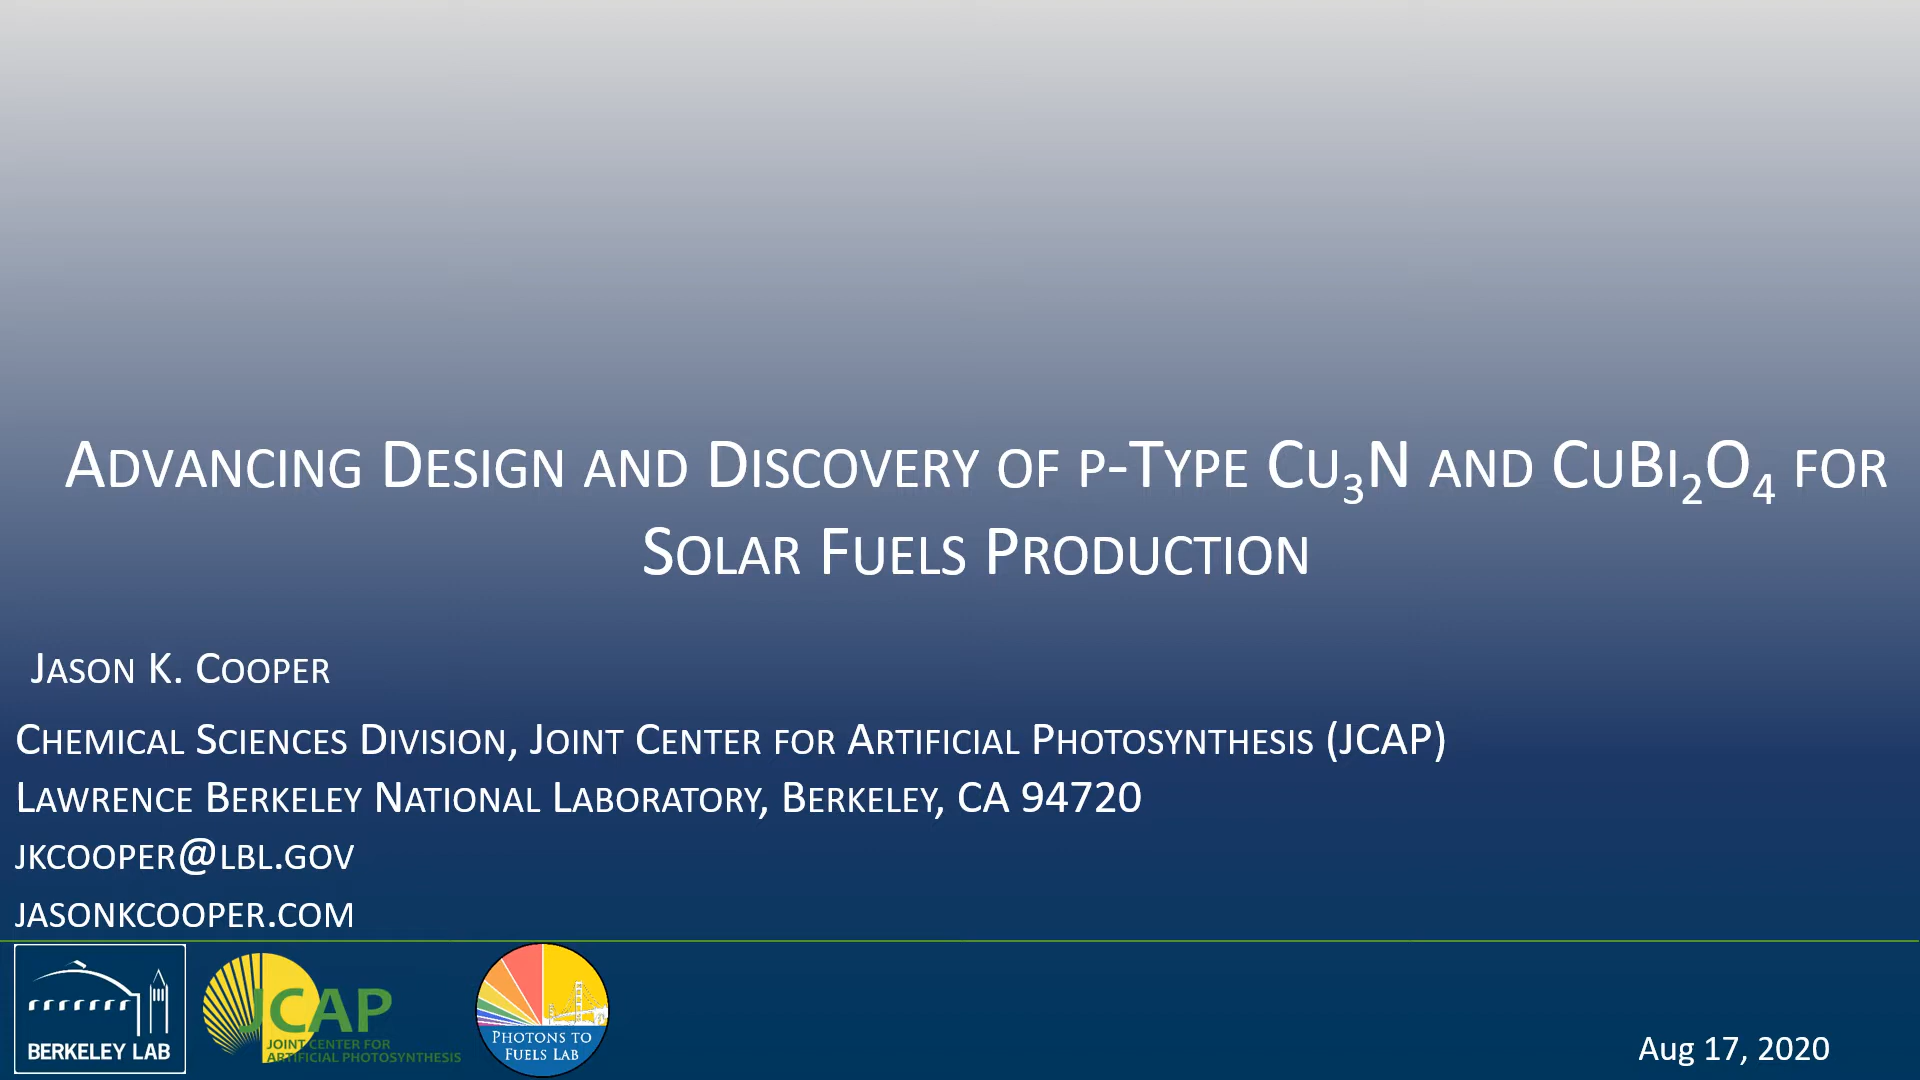 Advancing Design and Discovery of p-Type Cu₃N and CuBi₂O₄ for
Solar Fuels Production
Jason K. Cooper
Chemical Sciences Division, Joint Center for Artificial Photosynthesis (JCAP)
Lawrence Berkeley National Laboratory, Berkeley, CA 94720
jkcooper@lbl.gov
jasonkcooper.com
BERKELEY LAB
JCAP
JOINT CENTER FOR
ARTIFICIAL PHOTOSYNTHESIS
Photons to
Fuels Lab
Aug 17, 2020